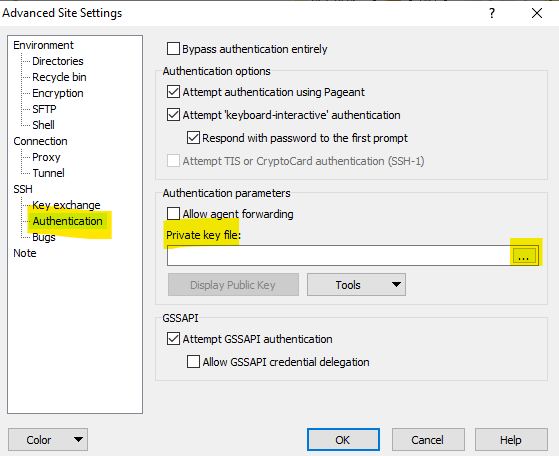 Advanced Site Settings
Environment
Directories
Recycle bin
Encryption
SFTP
Shell
Connection
Proxy
Tunnel
SSH
Key exchange
Authentication
Bugs
Note
Bypass authentication entirely
Authentication options
Attempt authentication using Pageant
Attempt 'keyboard-interactive' authentication
Respond with password to the first prompt
Attempt TIS or CryptoCard authentication (SSH-1)
Authentication parameters
Allow agent forwarding
Private key file:
...
Display Public Key
Tools
GSSAPI
Attempt GSSAPI authentication
Allow GSSAPI credential delegation
Color
OK
Cancel
Help